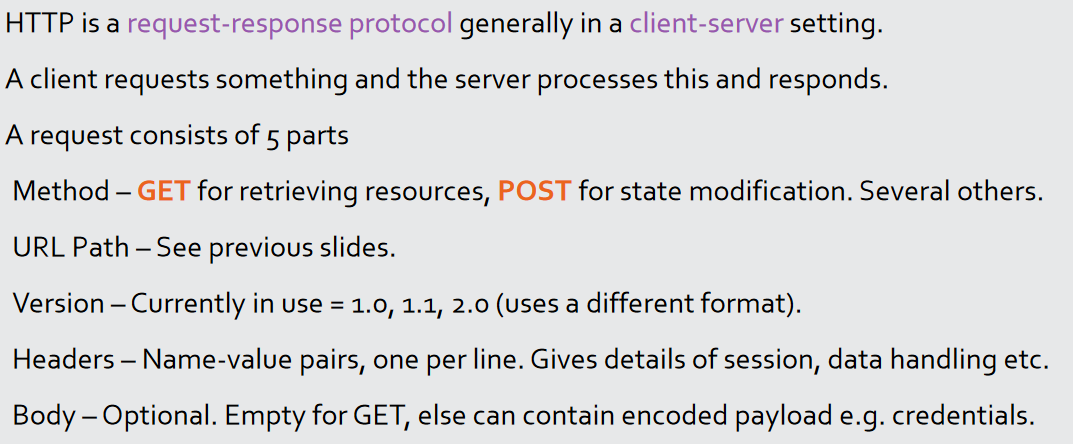 HTTP is a request-response protocol generally in a client-server setting.
A client requests something and the server processes this and responds.
A request consists of 5 parts
Method – GET for retrieving resources, POST for state modification. Several others.
URL Path – See previous slides.
Version – Currently in use = 1.0, 1.1, 2.0 (uses a different format).
Headers – Name-value pairs, one per line. Gives details of session, data handling etc.
Body – Optional. Empty for GET, else can contain encoded payload e.g. credentials.